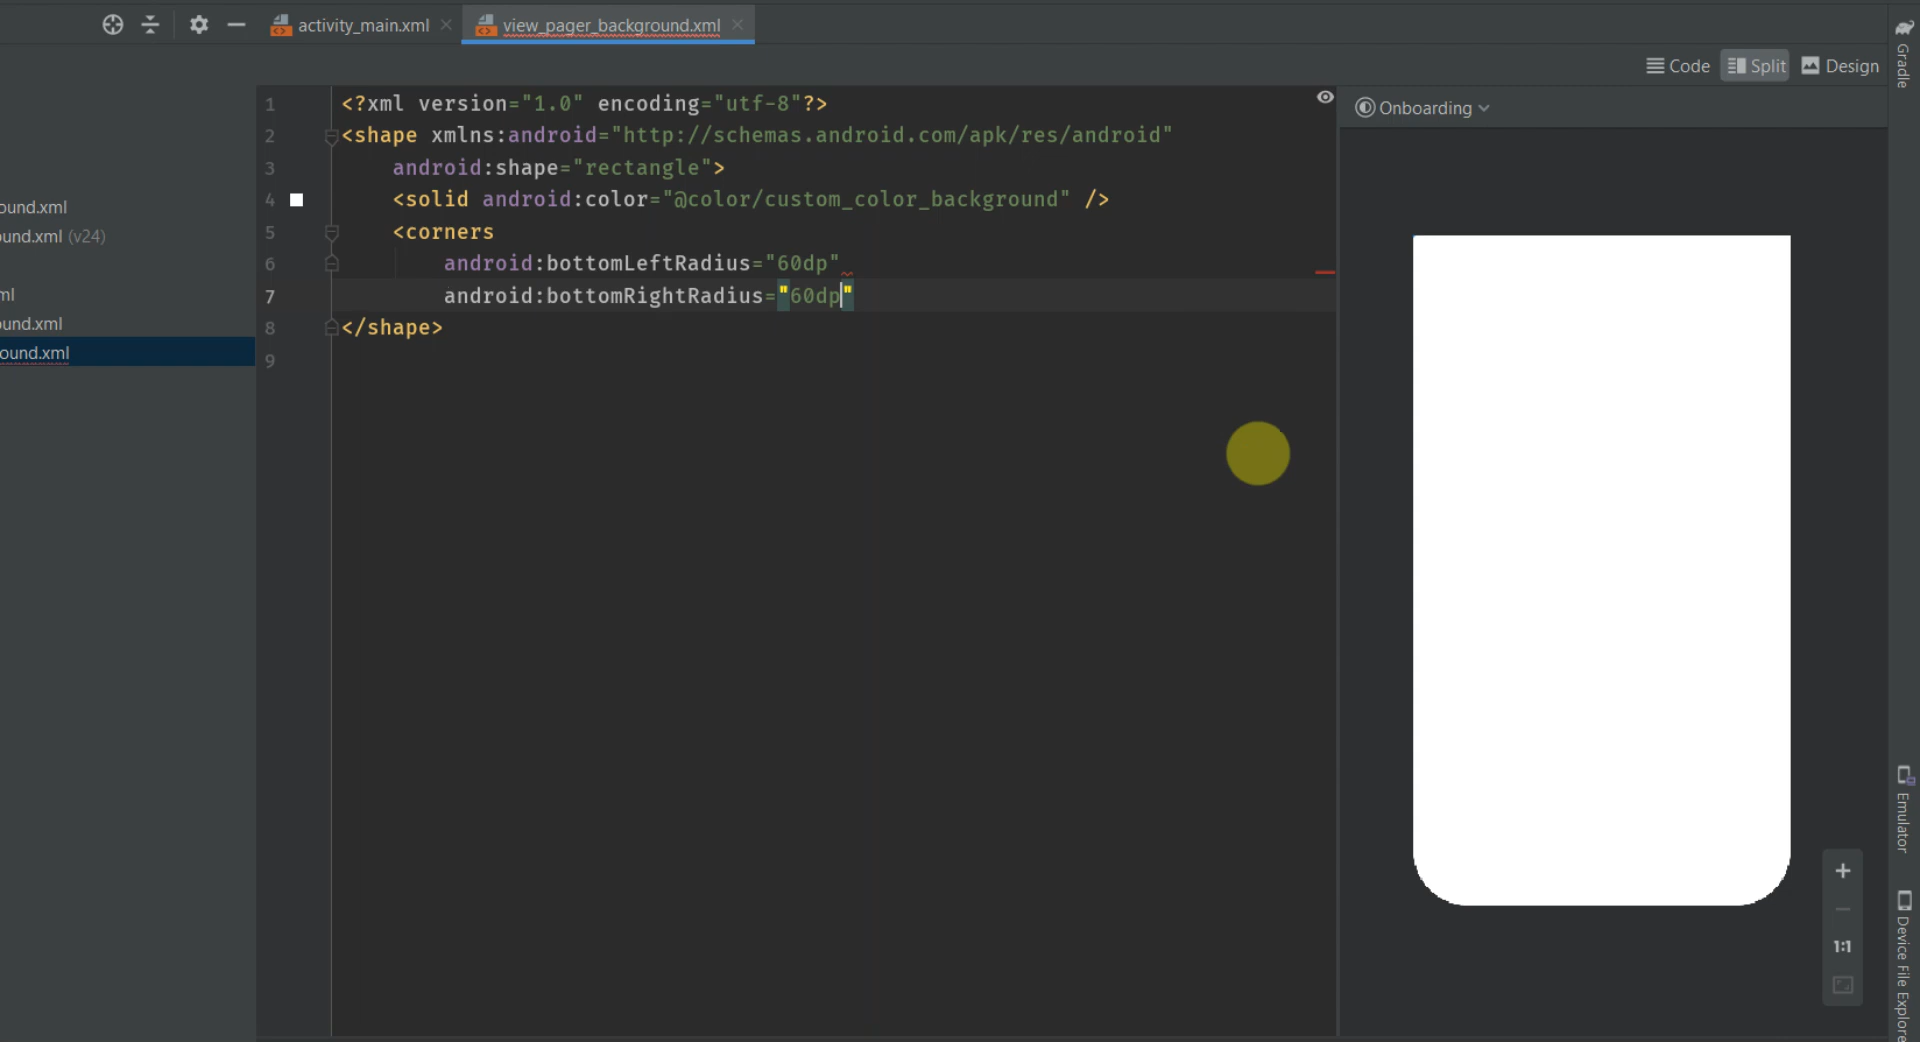 activity_main.xml
view_pager_background.xml
Code
Split
Design
Gradle
ound.xml
und.xml (v24)
ml
ound.xml
ound.xml
1 <?xml version="1.0" encoding="utf-8"?>
2 <shape xmlns:android="http://schemas.android.com/apk/res/android"
3 android:shape="rectangle">
4 <solid android:color="@color/custom_color_background" />
5 <corners
6 android:bottomLeftRadius="60dp"
7 android:bottomRightRadius="60dp"
8 </shape>
9
Onboarding
1:1
Emulator
Device File Explore